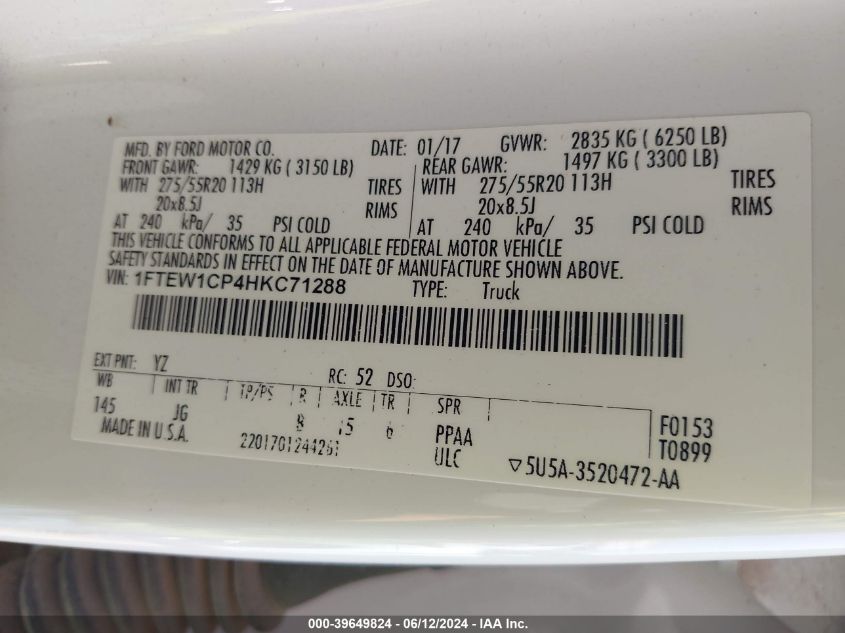 MFD. BY FORD MOTOR CO. DATE: 01/17 GVWR: 2835 KG ( 6250 LB)
FRONT GAWR: 1429 KG ( 3150 LB) REAR GAWR: 1497 KG ( 3300 LB)
WITH 275/55R20 113H TIRES WITH 275/55R20 113H TIRES
20x8.5J RIMS 20x8.5J RIMS
AT 240 kPa/ 35 PSI COLD AT 240 kPa/ 35 PSI COLD
THIS VEHICLE CONFORMS TO ALL APPLICABLE FEDERAL MOTOR VEHICLE
SAFETY STANDARDS IN EFFECT ON THE DATE OF MANUFACTURE SHOWN ABOVE.
VIN: 1FTEW1CP4HKC71288 TYPE: Truck
EXT PNT: YZ RC: 52 DSO:
WB INT TR TP/PS R AXLE TR SPR
145 JG 8 15 6 PPAA F0153
MADE IN U.S.A. 2201701244261 ULC T0899
▽5U5A-3520472-AA
000-39649824 - 06/12/2024 - IAA Inc.